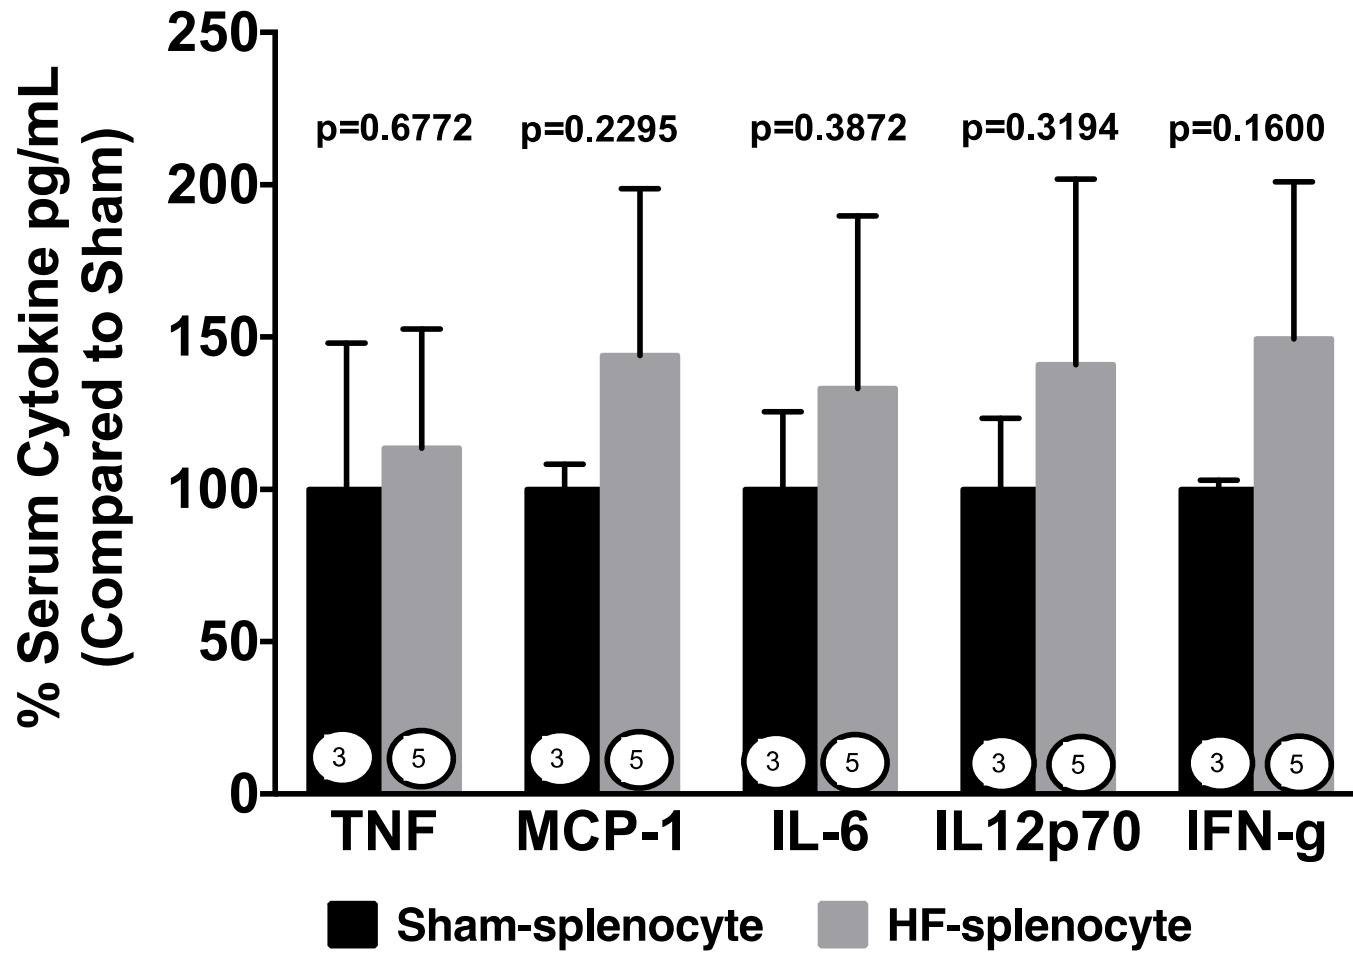 % Serum Cytokine pg/mL
(Compared to Sham)
250
200
150
100
50
0
p=0.6772 p=0.2295 p=0.3872 p=0.3194 p=0.1600
3 5 3 5 3 5 3 5 3 5
TNF MCP-1 IL-6 IL12p70 IFN-g
Sham-splenocyte HF-splenocyte